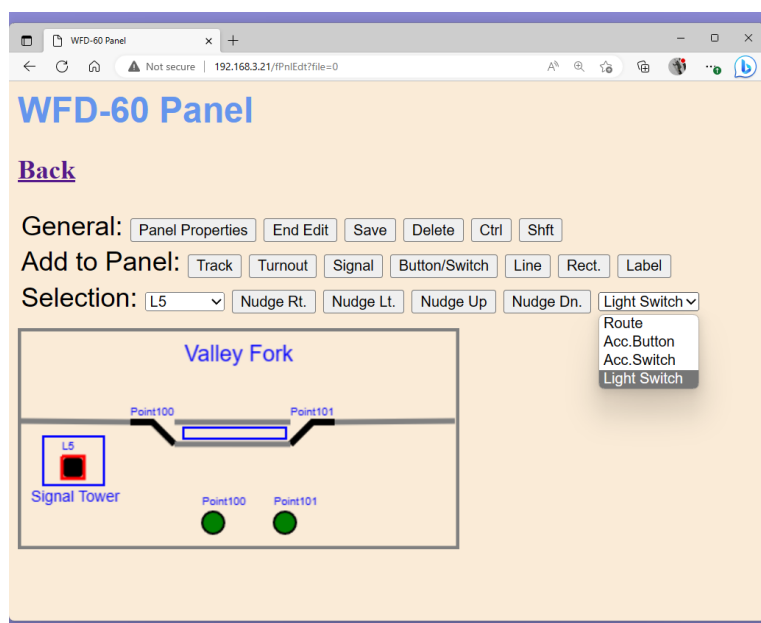 WFD-60 Panel
Not secure 192.168.3.21/fPnlEdt?file=0
WFD-60 Panel
Back
General: Panel Properties End Edit Save Delete Ctrl Shft
Add to Panel: Track Turnout Signal Button/Switch Line Rect. Label
Selection: L5 Nudge Rt. Nudge Lt. Nudge Up Nudge Dn. Light Switch
Route
Acc.Button
Acc.Switch
Light Switch
Valley Fork
Point100 Point101
L5
Signal Tower
Point100 Point101